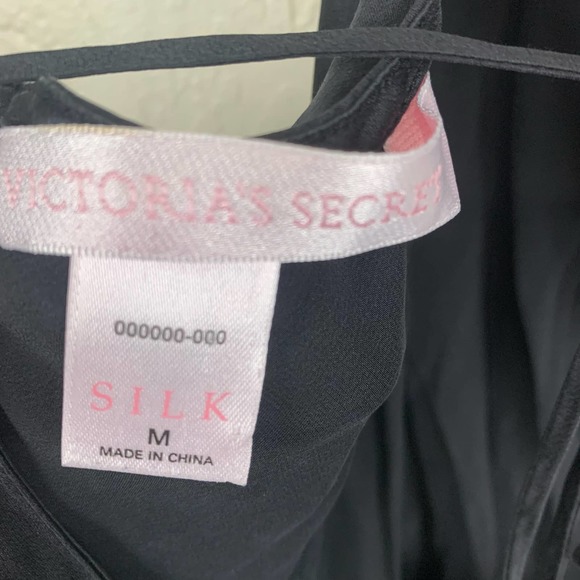 VICTORIA'S SECRET
000000-000
SILK
M
MADE IN CHINA